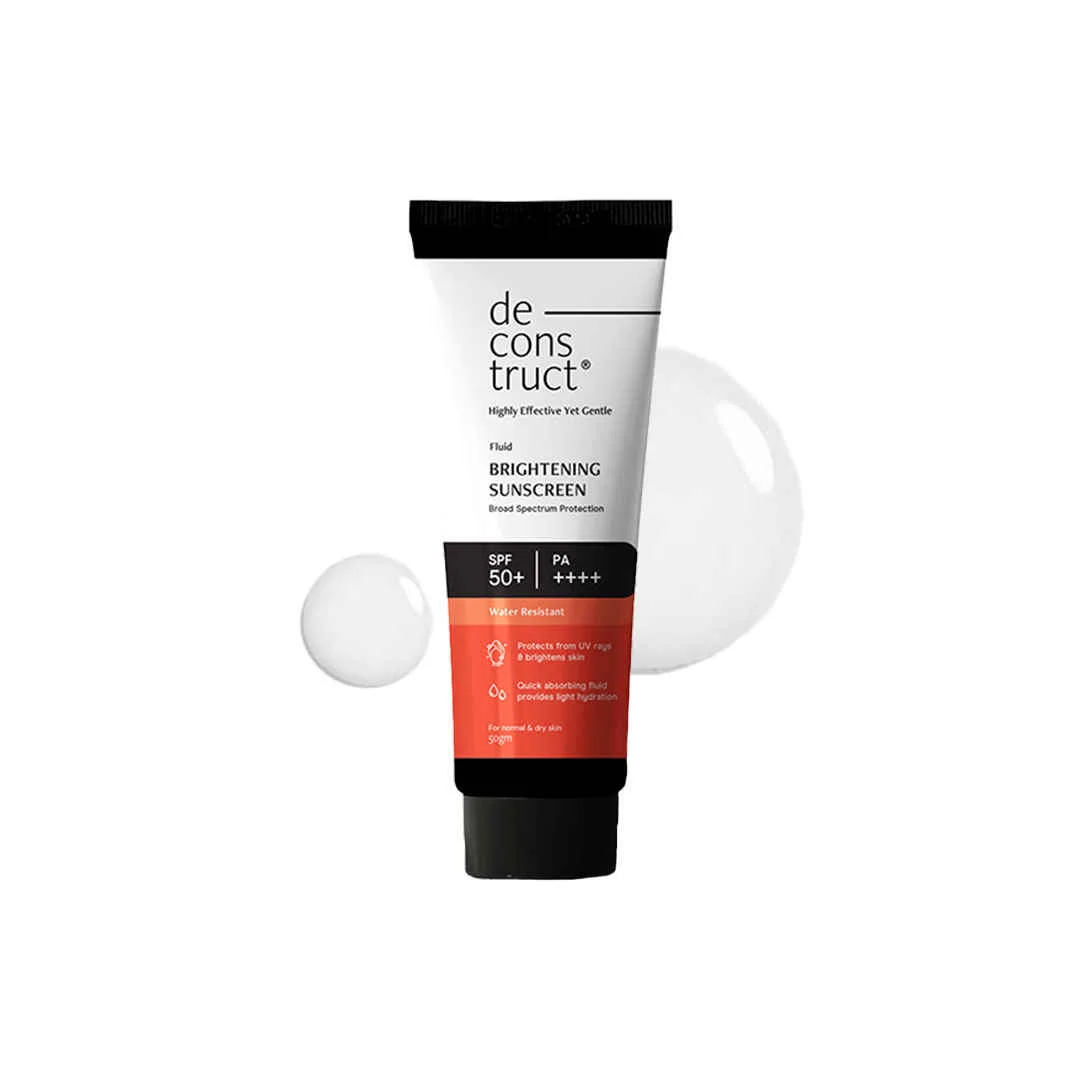 de
cons
truct®
Highly Effective Yet Gentle
Fluid
BRIGHTENING
SUNSCREEN
Broad Spectrum Protection
SPF
50+
PA
++++
Water Resistant
Protects from UV rays
& brightens skin
Quick absorbing fluid
provides light hydration
For normal & dry skin
50gm